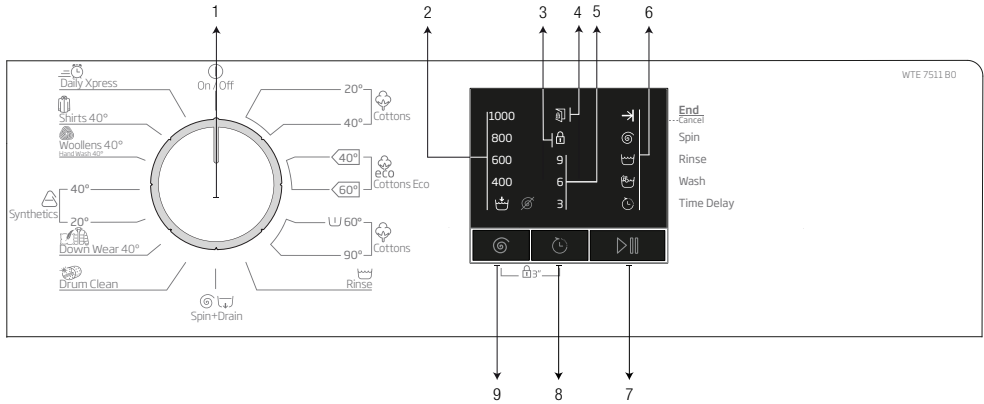 1 2 3 4 5 6
WTE 7511 B0
On / Off
Daily Xpress
Shirts 40°
Woollens 40°
Hand Wash 40°
40°
Synthetics
20°
Down Wear 40°
Drum Clean
Spin+Drain
20°
Cottons
40°
40°
eco
Cottons Eco
60°
60°
Cottons
90°
Rinse
1000
800
600
400
9
6
3
End
Cancel
Spin
Rinse
Wash
Time Delay
3"
9 8 7